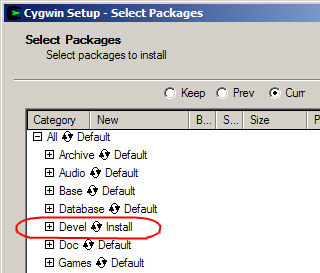 Cygwin Setup - Select Packages
Select Packages
Select packages to install
Keep Prev Curr
Category New B... S... Size P
All Default
Archive Default
Audio Default
Base Default
Database Default
Devel Install
Doc Default
Games Default